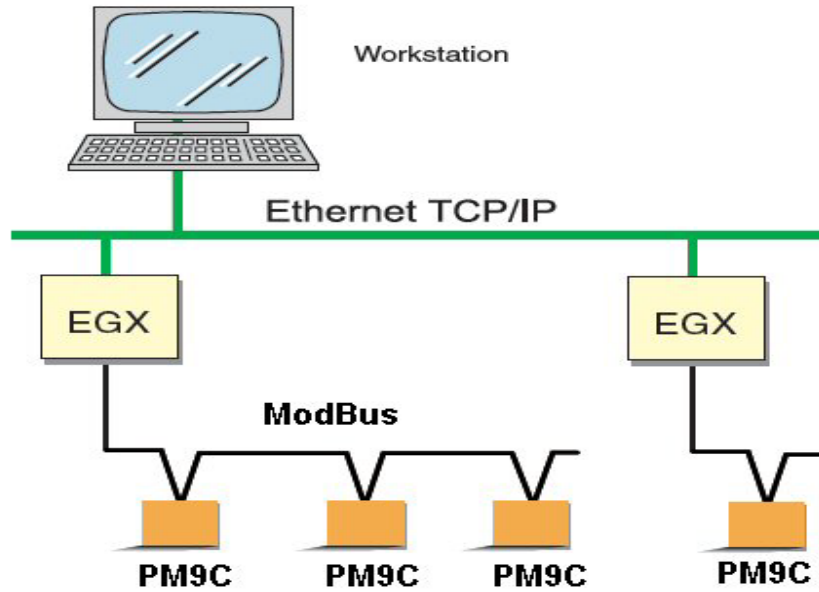 Workstation
Ethernet TCP/IP
EGX
EGX
ModBus
PM9C
PM9C
PM9C
PM9C